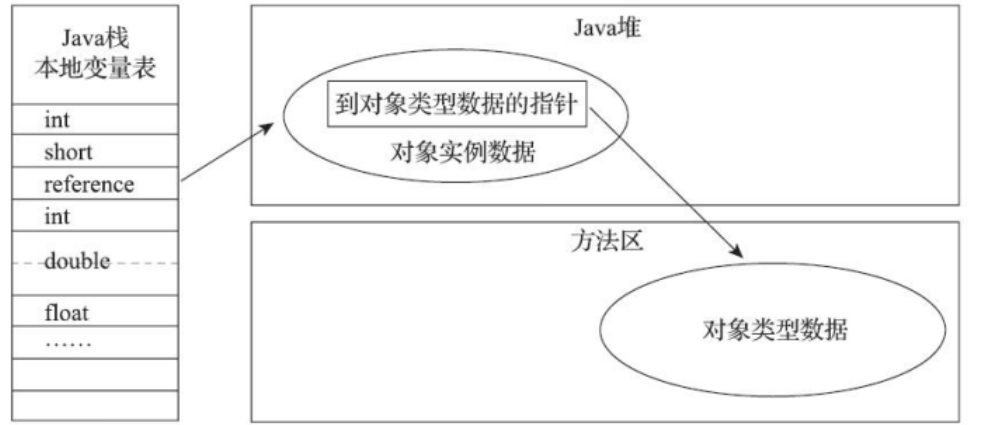 Java栈
本地变量表
int
short
reference
int
double
float
……
Java堆
到对象类型数据的指针
对象实例数据
方法区
对象类型数据